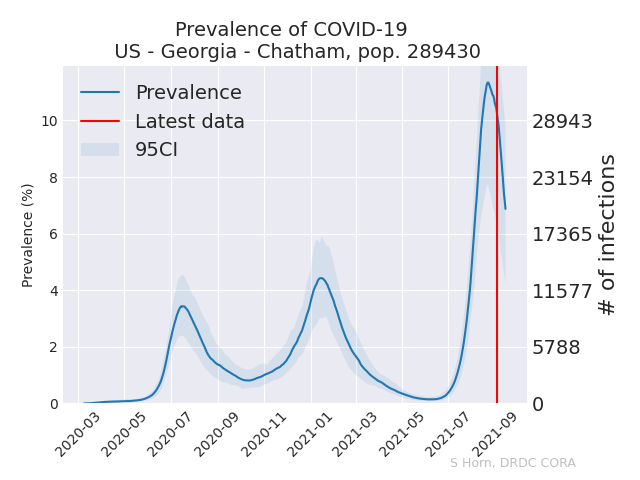 Prevalence of COVID-19
US - Georgia - Chatham, pop. 289430
Prevalence
Latest data
95CI
Prevalence (%)
10
8
6
4
2
0
28943
23154
17365
11577
5788
0
# of infections
2020-03
2020-05
2020-07
2020-09
2020-11
2021-01
2021-03
2021-05
2021-07
2021-09
S Horn, DRDC CORA